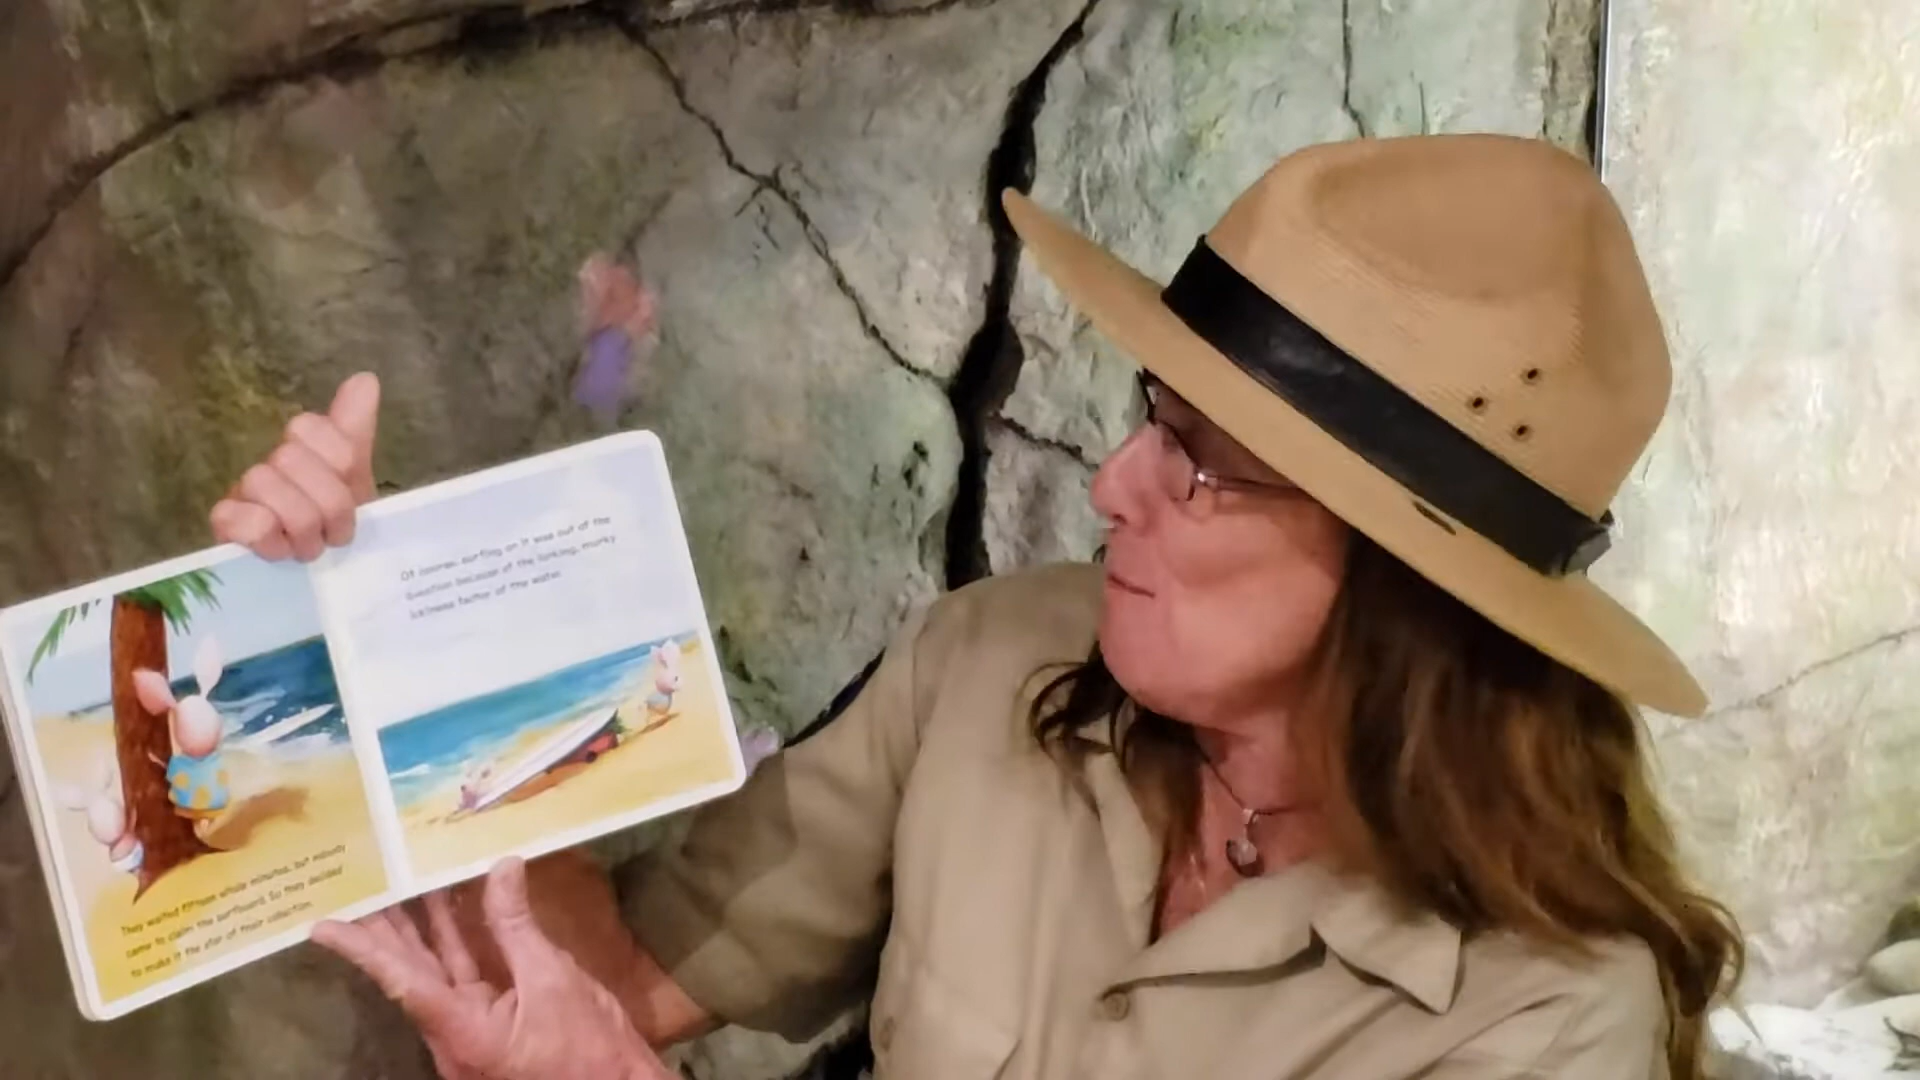 They waited fifteen whole minutes, but nobody
came to claim the surfboard. So they decided
to make it the star of their collection.
Of course, surfing on it was out of the
question because of the lurking, murky
ickiness factor of the water.